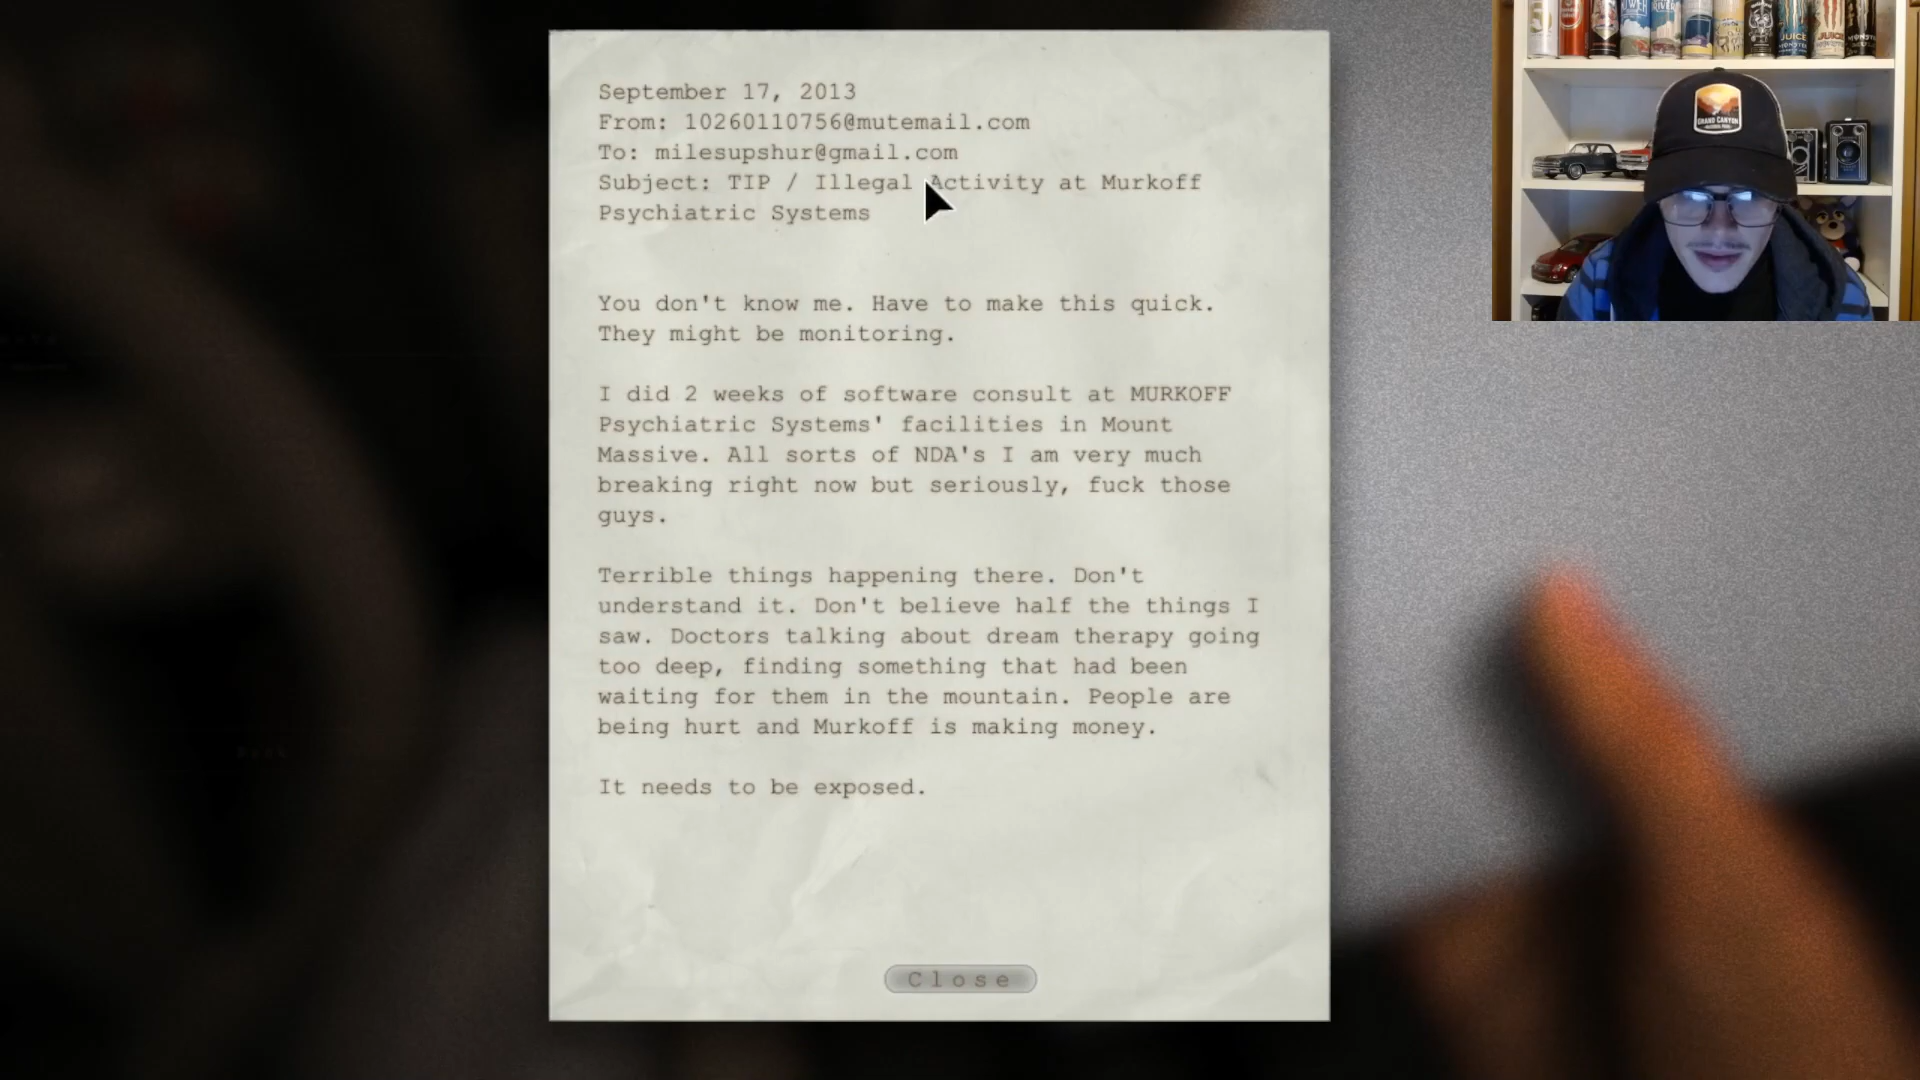 September 17, 2013
From: 10260110756@mutemail.com
To: milesupshur@gmail.com
Subject: TIP / Illegal Activity at Murkoff
Psychiatric Systems
You don't know me. Have to make this quick.
They might be monitoring.
I did 2 weeks of software consult at MURKOFF
Psychiatric Systems' facilities in Mount
Massive. All sorts of NDA's I am very much
breaking right now but seriously, fuck those
guys.
Terrible things happening there. Don't
understand it. Don't believe half the things I
saw. Doctors talking about dream therapy going
too deep, finding something that had been
waiting for them in the mountain. People are
being hurt and Murkoff is making money.
It needs to be exposed.
Close
GRAND CANYON
JUICE
JUICE
MONSTER